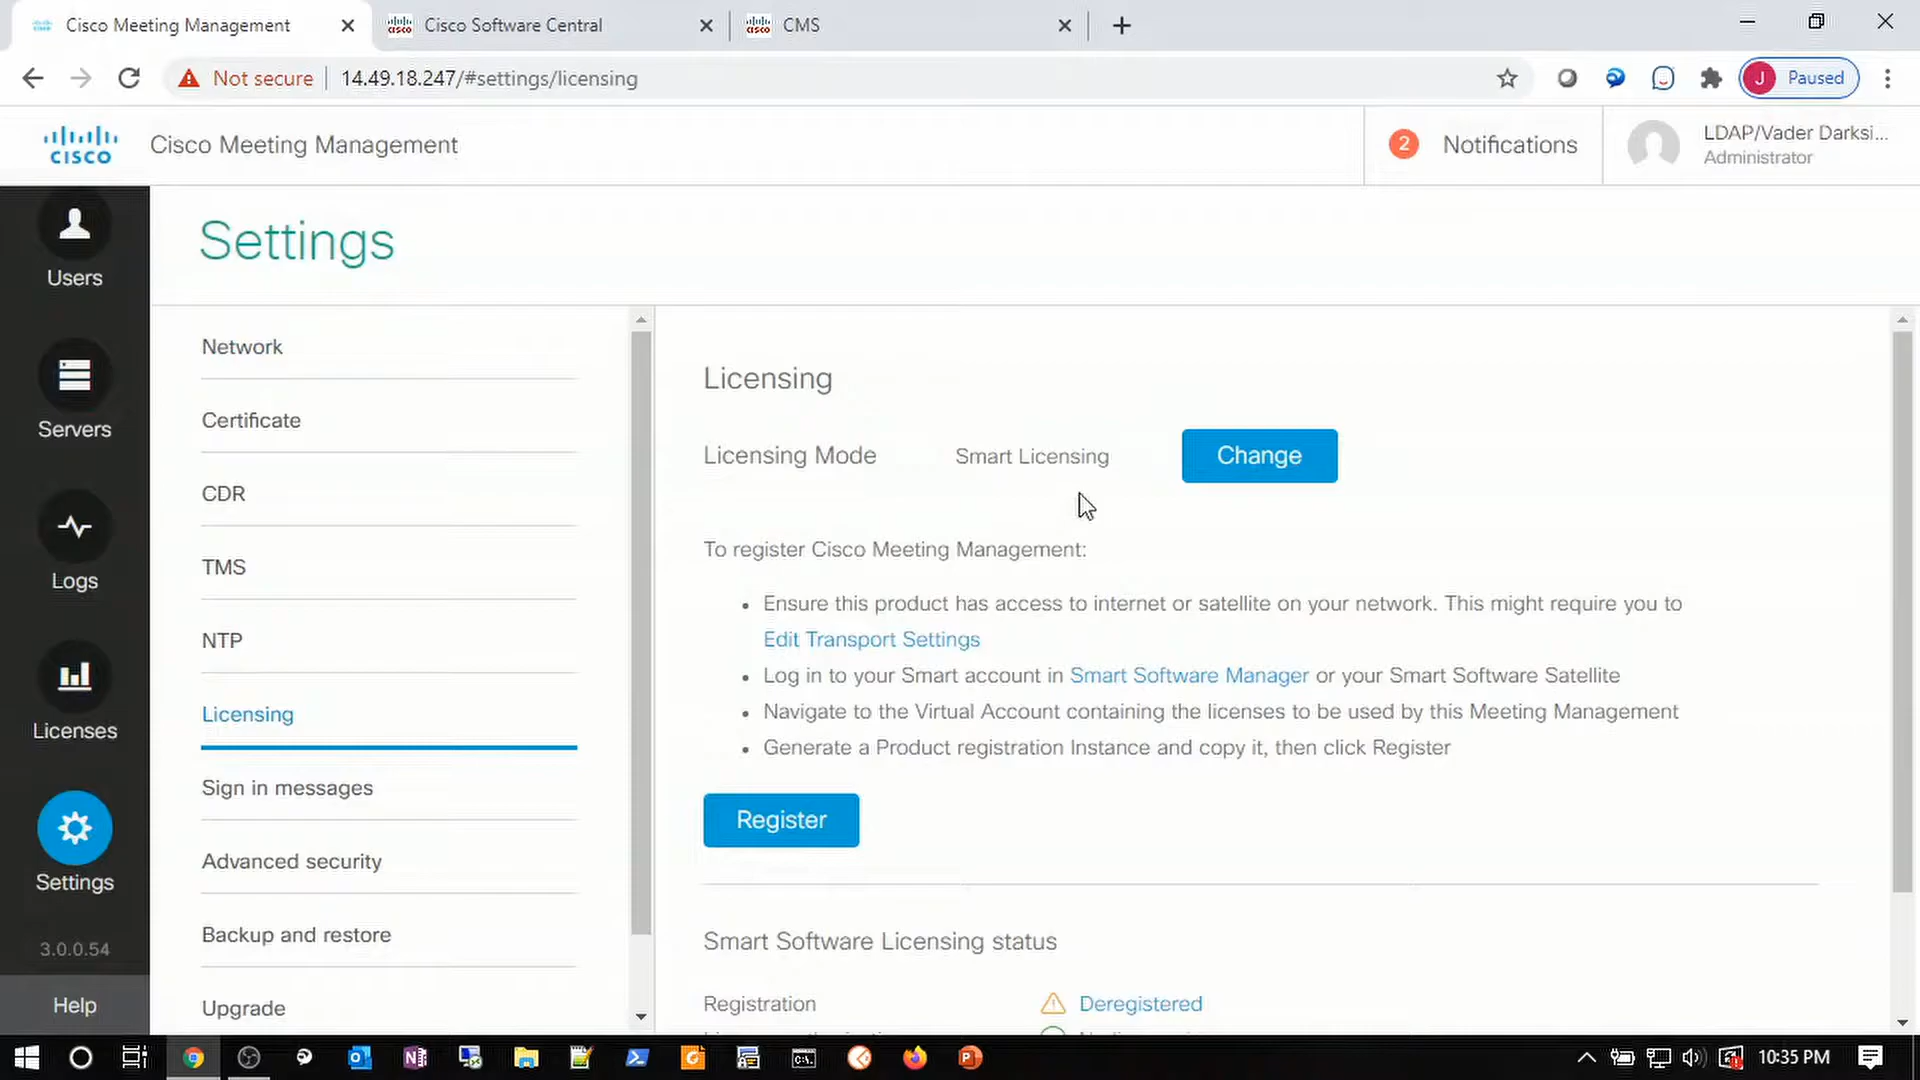 Cisco Meeting Management
Cisco Software Central
CMS
Not secure
14.49.18.247/#settings/licensing
J
Paused
CISCO
Cisco Meeting Management
2
Notifications
LDAP/Vader Darksi...
Administrator
Users
Servers
Logs
Licenses
Settings
3.0.0.54
Help
Settings
Network
Certificate
CDR
TMS
NTP
Licensing
Sign in messages
Advanced security
Backup and restore
Upgrade
Licensing
Licensing Mode
Smart Licensing
Change
To register Cisco Meeting Management:
• Ensure this product has access to internet or satellite on your network. This might require you to
Edit Transport Settings
• Log in to your Smart account in Smart Software Manager or your Smart Software Satellite
• Navigate to the Virtual Account containing the licenses to be used by this Meeting Management
• Generate a Product registration Instance and copy it, then click Register
Register
Smart Software Licensing status
Registration
Deregistered
10:35 PM